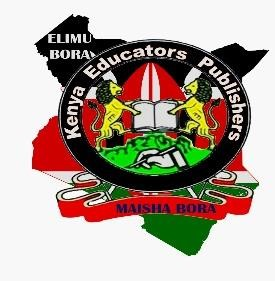 ELIMU
BORA
Kenya Educators Publishers
MAISHA BORA